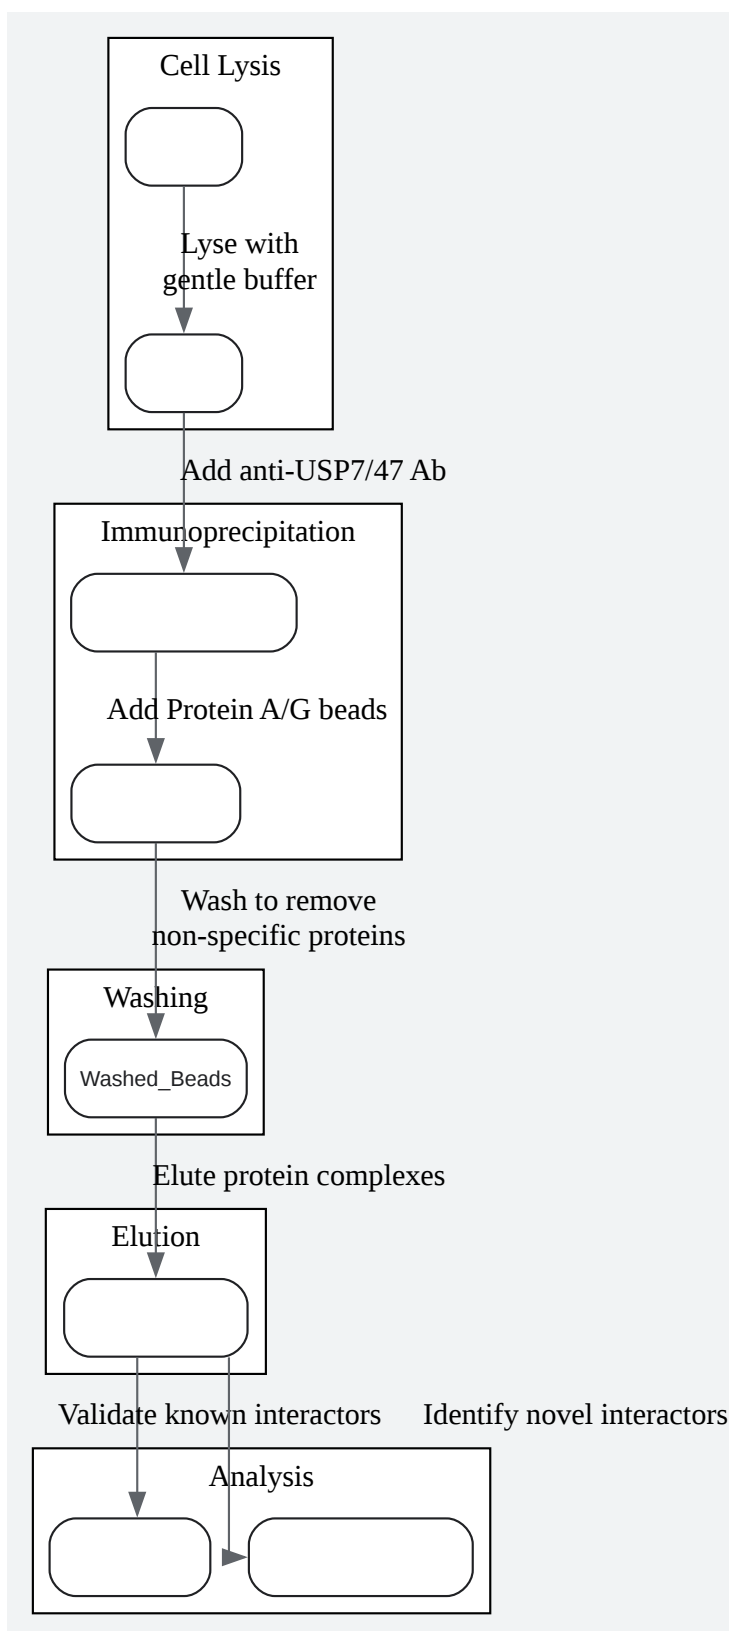 Cell Lysis
Lyse with
gentle buffer
Add anti-USP7/47 Ab
Immunoprecipitation
Add Protein A/G beads
Wash to remove
non-specific proteins
Washing
Washed_Beads
Elute protein complexes
Elution
Validate known interactors
Identify novel interactors
Analysis